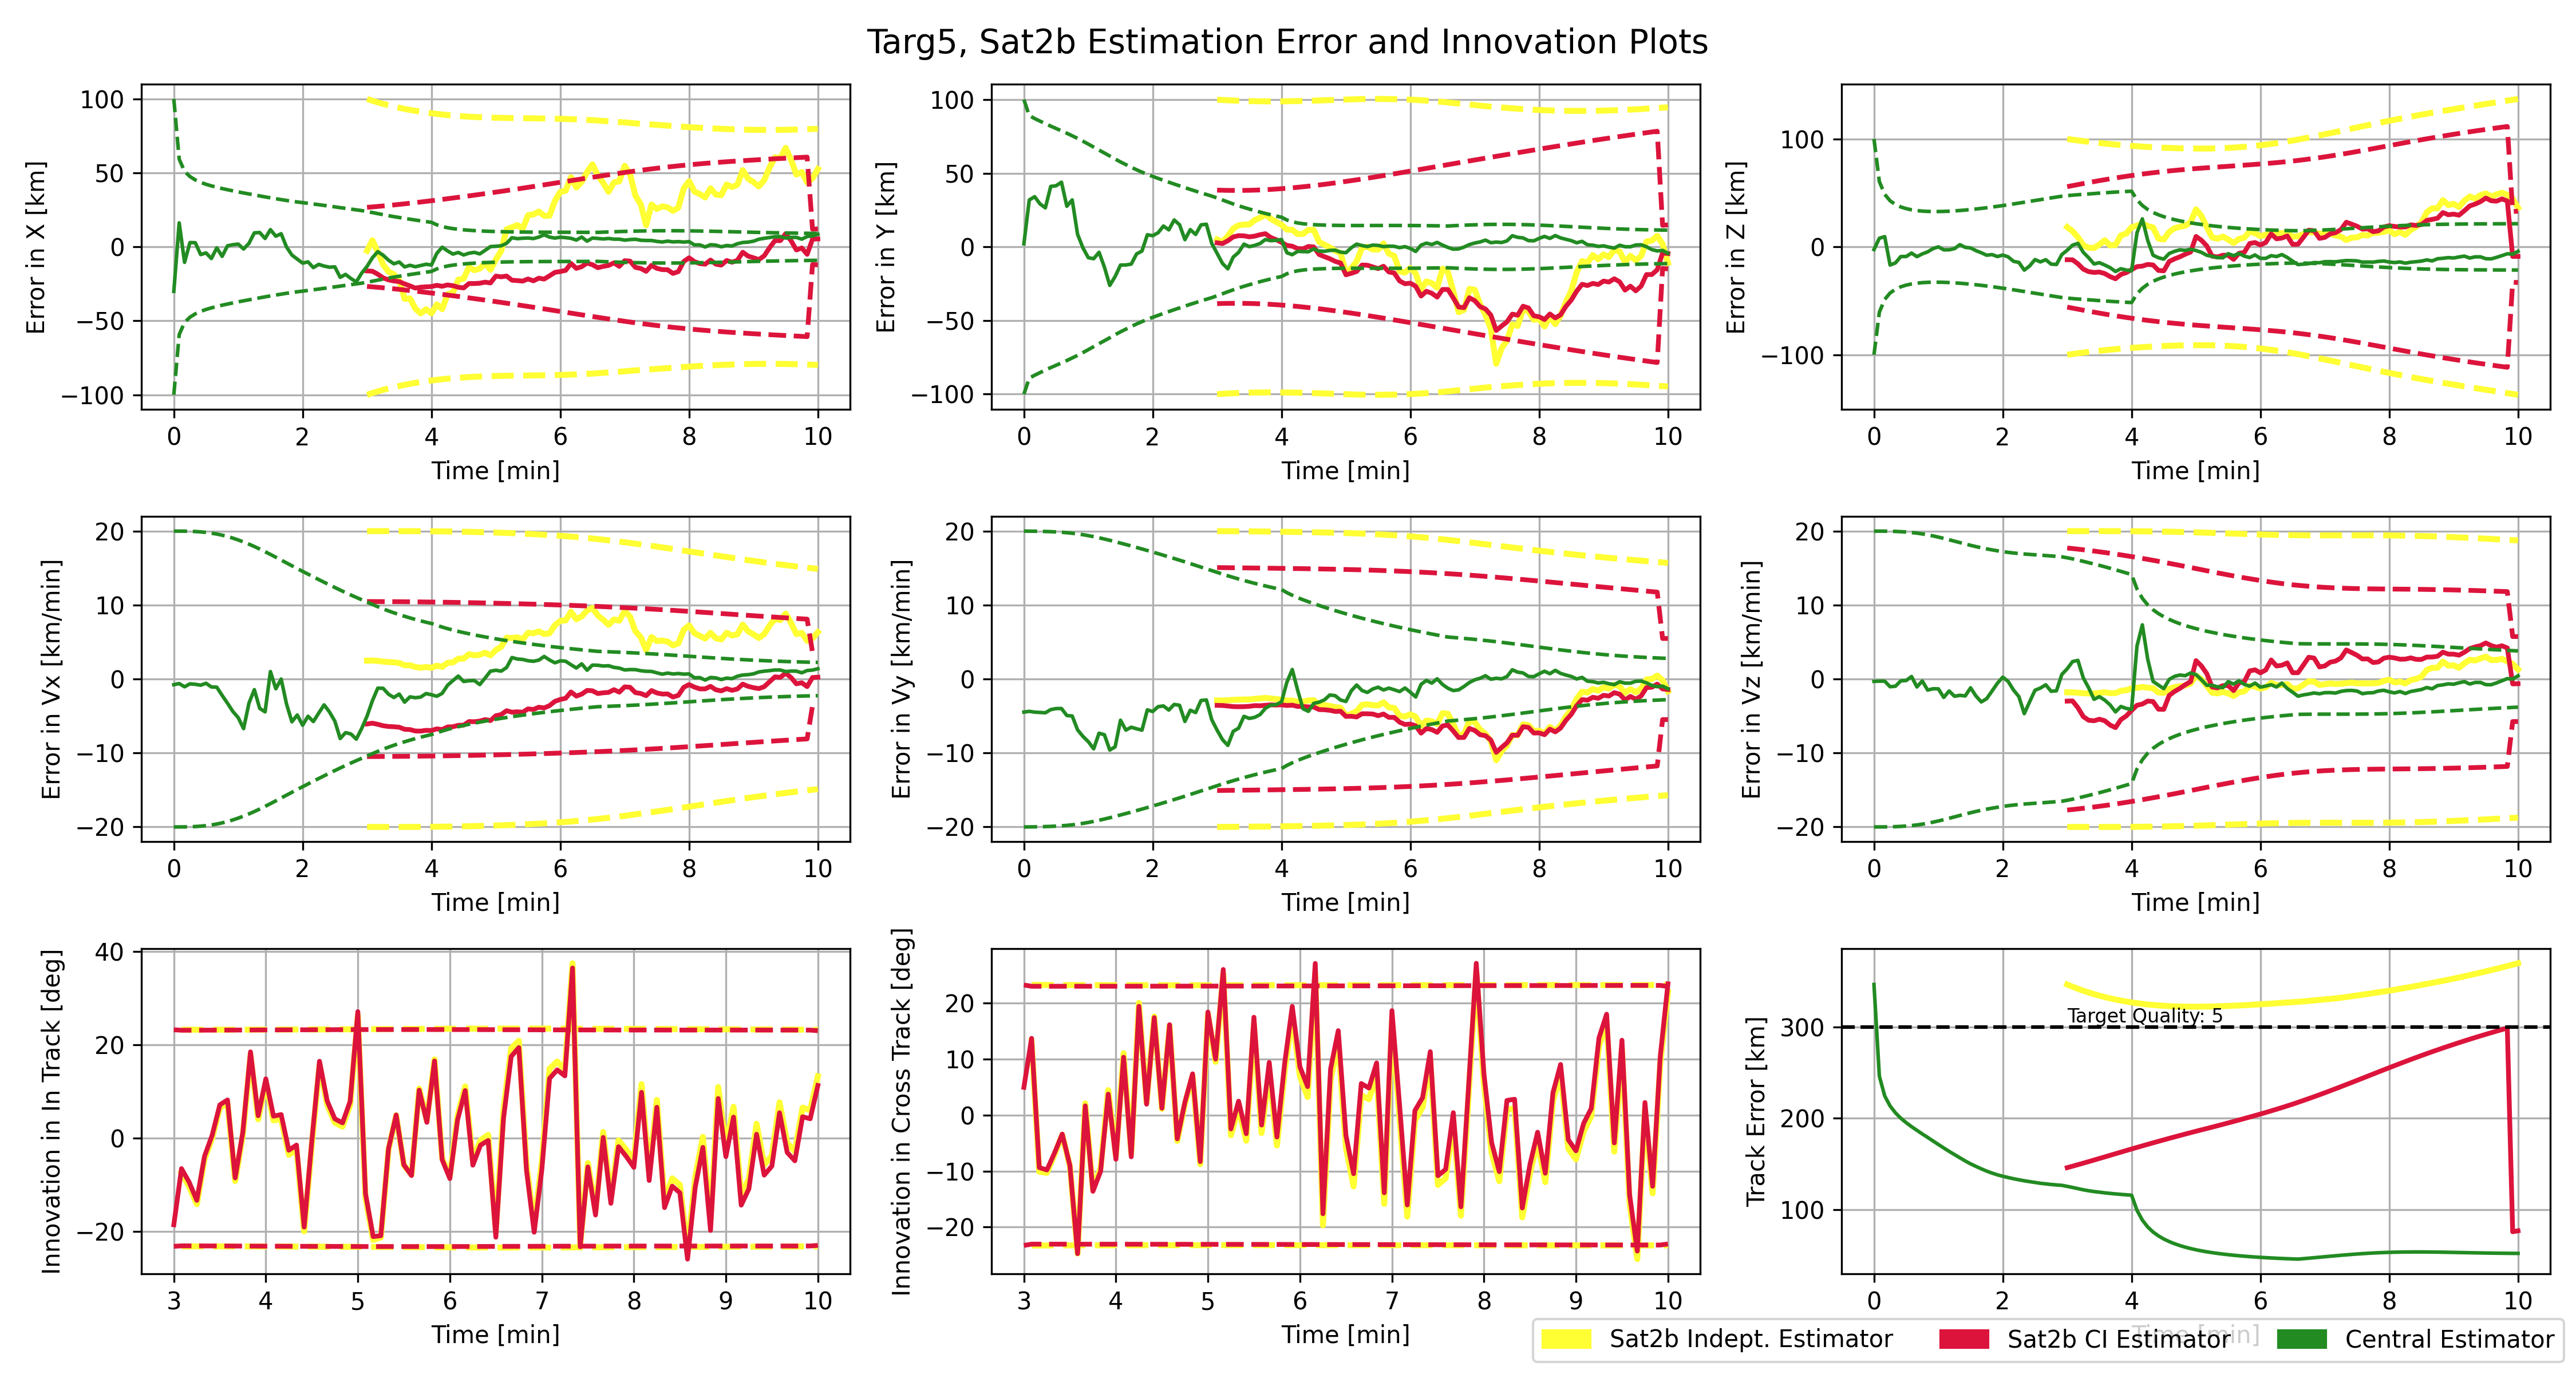 Targ5, Sat2b Estimation Error and Innovation Plots
Error in X [km]
100
50
0
−50
−100
0 2 4 6 8 10
Time [min]
Error in Y [km]
100
50
0
−50
−100
0 2 4 6 8 10
Time [min]
Error in Z [km]
100
0
−100
0 2 4 6 8 10
Time [min]
Error in Vx [km/min]
20
10
0
−10
−20
0 2 4 6 8 10
Time [min]
Error in Vy [km/min]
20
10
0
−10
−20
0 2 4 6 8 10
Time [min]
Error in Vz [km/min]
20
10
0
−10
−20
0 2 4 6 8 10
Time [min]
Innovation in In Track [deg]
40
20
0
−20
3 4 5 6 7 8 9 10
Time [min]
Innovation in Cross Track [deg]
20
10
0
−10
−20
3 4 5 6 7 8 9 10
Time [min]
Track Error [km]
300
200
100
Target Quality: 5
0 2 4 6 8 10
Time [min]
Sat2b Indept. Estimator
Sat2b CI Estimator
Central Estimator